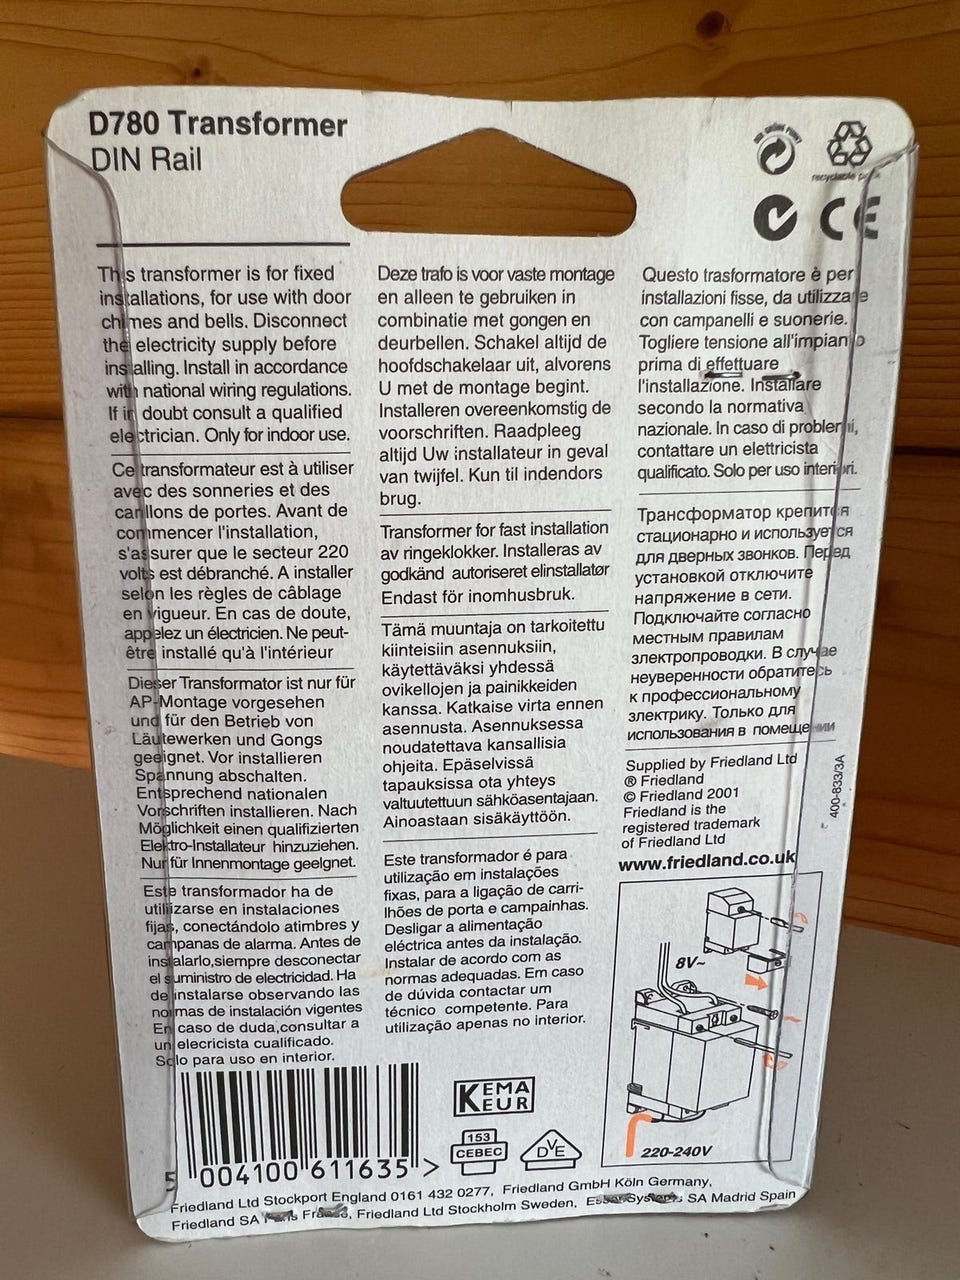 D780 Transformer
DIN Rail
DER GRÜNE PUNKT
recyclable pack
CE
This transformer is for fixed
installations, for use with door
chimes and bells. Disconnect
the electricity supply before
installing. Install in accordance
with national wiring regulations.
If in doubt consult a qualified
electrician. Only for indoor use.
Ce transformateur est à utiliser
avec des sonneries et des
carillons de portes. Avant de
commencer l'installation,
s'assurer que le secteur 220
volts est débranché. A installer
selon les règles de câblage
en vigueur. En cas de doute,
appelez un électricien. Ne peut-
être installé qu'à l'intérieur
Dieser Transformator ist nur für
AP-Montage vorgesehen
und für den Betrieb von
Läutewerken und Gongs
geeignet. Vor installieren
Spannung abschalten.
Entsprechend nationalen
Vorschriften installieren. Nach
Möglichkeit einen qualifizierten
Elektro-Installateur hinzuziehen.
Nur für Innenmontage geelgnet.
Este transformador ha de
utilizarse en instalaciones
fijas, conectándolo atimbres y
campanas de alarma. Antes de
instalarlo,siempre desconectar
el suministro de electricidad. Ha
de instalarse observando las
normas de instalación vigentes
En caso de duda,consultar a
un elecricista cualificado.
Solo para uso en interior.
Deze trafo is voor vaste montage
en alleen te gebruiken in
combinatie met gongen en
deurbellen. Schakel altijd de
hoofdschakelaar uit, alvorens
U met de montage begint.
Installeren overeenkomstig de
voorschriften. Raadpleeg
altijd Uw installateur in geval
van twijfel. Kun til indendors
brug.
Transformer for fast installation
av ringeklokker. Installeras av
godkänd autoriseret elinstallatør
Endast för inomhusbruk.
Tämä muuntaja on tarkoitettu
kiinteisiin asennuksiin,
käytettäväksi yhdessä
ovikellojen ja painikkeiden
kanssa. Katkaise virta ennen
asennusta. Asennuksessa
noudatettava kansallisia
ohjeita. Epäselvissä
tapauksissa ota yhteys
valtuutettuun sähköasentajaan.
Ainoastaan sisäkäyttöön.
Este transformador é para
utilização em instalações
fixas, para a ligação de carri-
lhões de porta e campainhas.
Desligar a alimentação
eléctrica antes da instalação.
Instalar de acordo com as
normas adequadas. Em caso
de dúvida contactar um
técnico competente. Para
utilização apenas no interior.
Questo trasformatore è per
installazioni fisse, da utilizzare
con campanelli e suonerie.
Togliere tensione all'impianto
prima di effettuare
l'installazione. Installare
secondo la normativa
nazionale. In caso di problemi,
contattare un elettricista
qualificato. Solo per uso interiori.
Трансформатор крепится
стационарно и используется
для дверных звонков. Перед
установкой отключите
напряжение в сети.
Подключайте согласно
местным правилам
злектропроводки. В случае
неуверенности обратитесь
к профессиональному
злектрику. Только для
использования в помещении
Supplied by Friedland Ltd
® Friedland
© Friedland 2001
Friedland is the
registered trademark
of Friedland Ltd
www.friedland.co.uk
400-833/3A
8V~
220-240V
5 004100 611635 >
KEMA
KEUR
153
CEBEC
VDE
Friedland Ltd Stockport England 0161 432 0277, Friedland GmbH Köln Germany,
Friedland SA Paris France, Friedland Ltd Stockholm Sweden, Esser Systems SA Madrid Spain